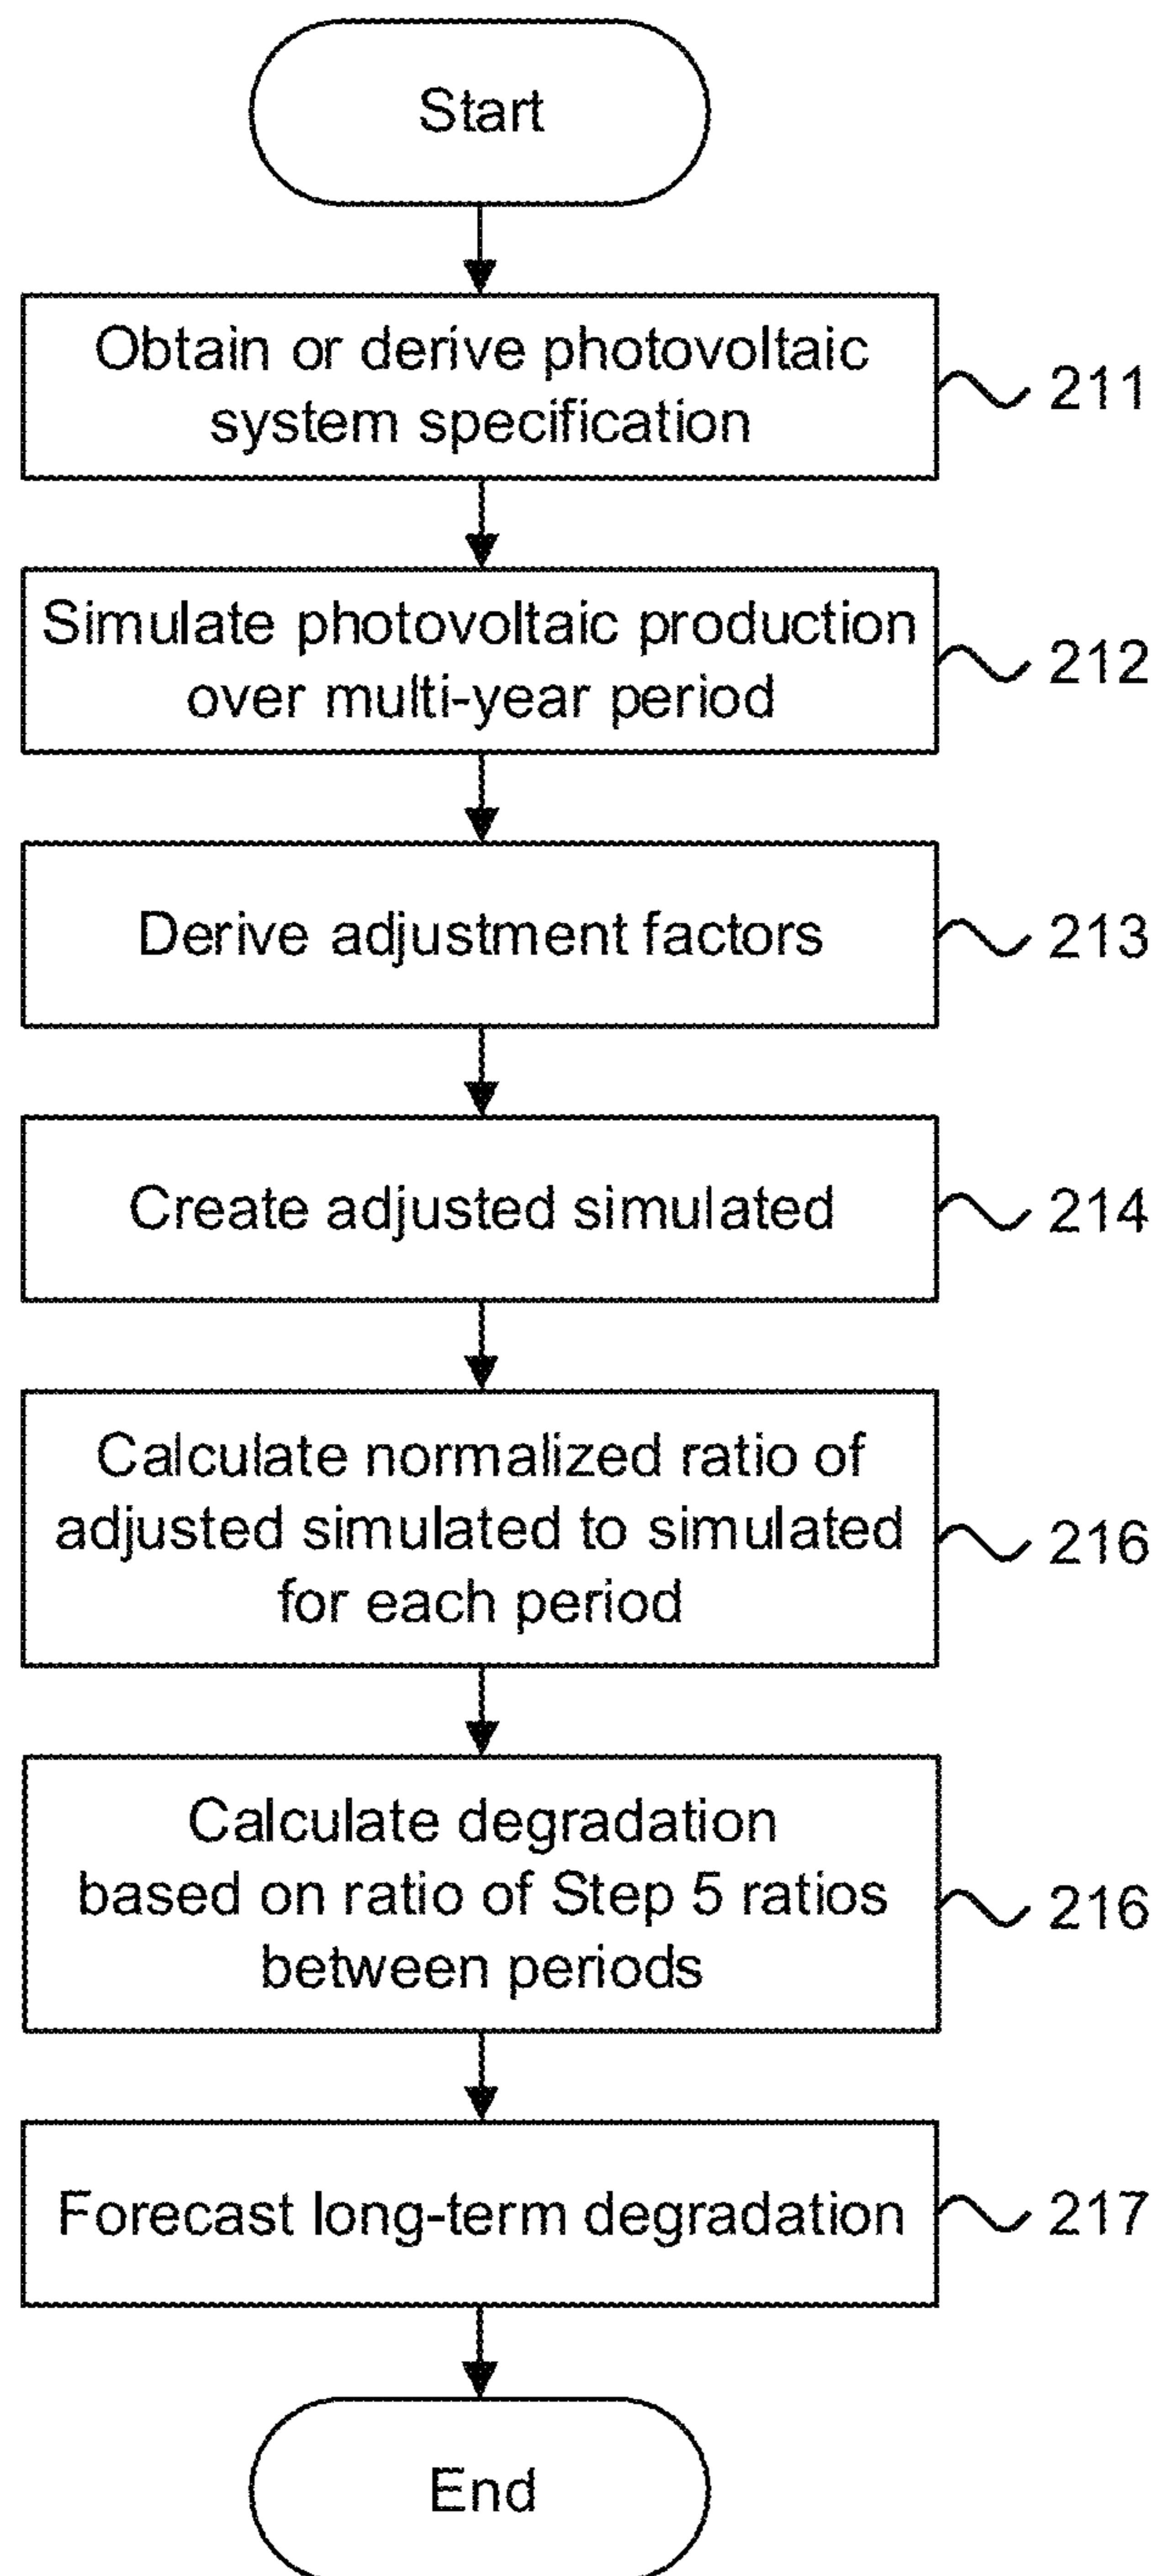 Start
Obtain or derive photovoltaic
system specification
211
Simulate photovoltaic production
over multi-year period
212
Derive adjustment factors
213
Create adjusted simulated
214
Calculate normalized ratio of
adjusted simulated to simulated
for each period
216
Calculate degradation
based on ratio of Step 5 ratios
between periods
216
Forecast long-term degradation
217
End